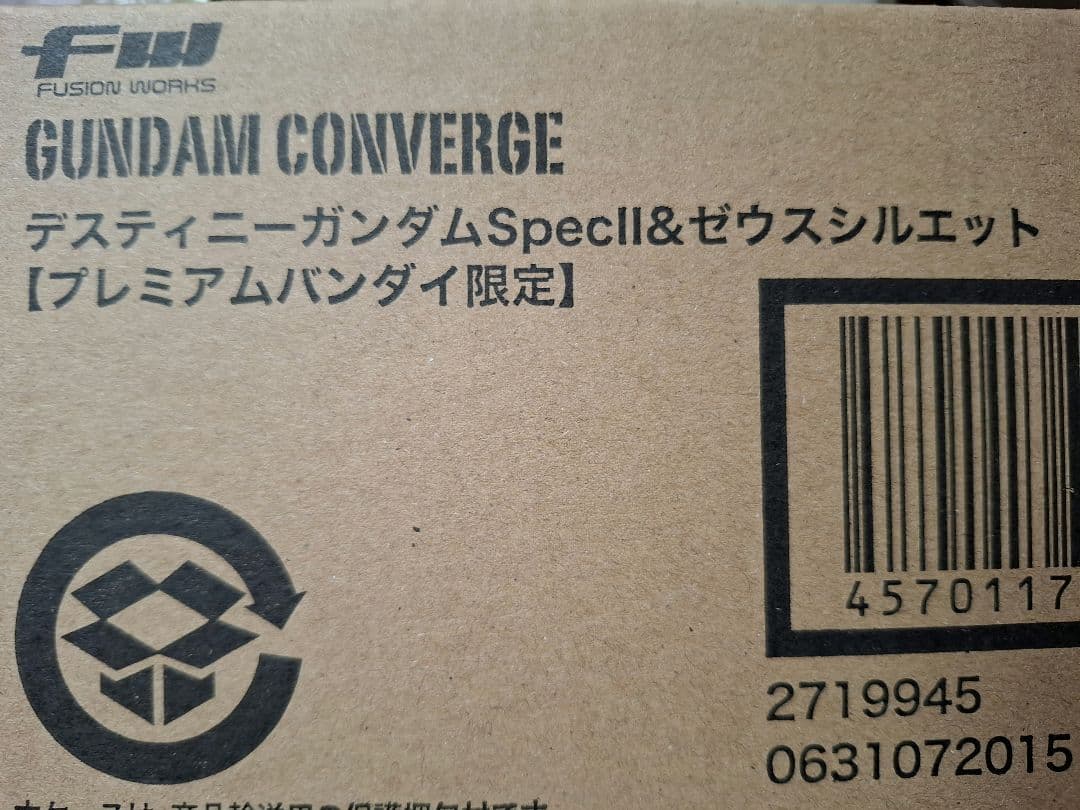 FW
FUSION WORKS
GUNDAM CONVERGE
デスティニーガンダムSpecII&ゼウスシルエット
【プレミアムバンダイ限定】
4570117
2719945
0631072015